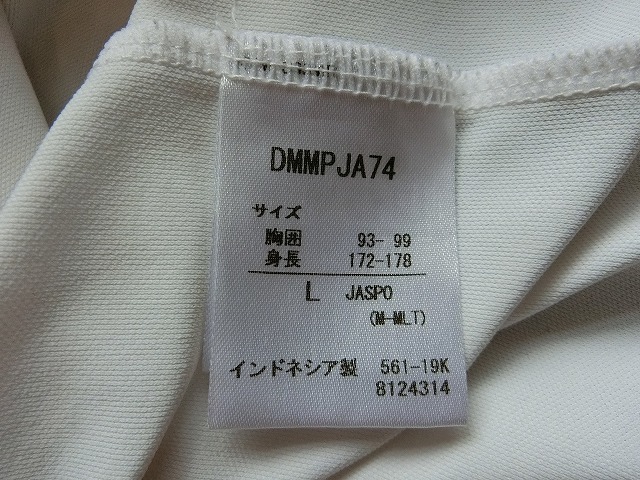 DMMPJA74
サイズ
胸囲 93- 99
身長 172-178
L JASPO
(M-MLT)
インドネシア製 561-19K
8124314